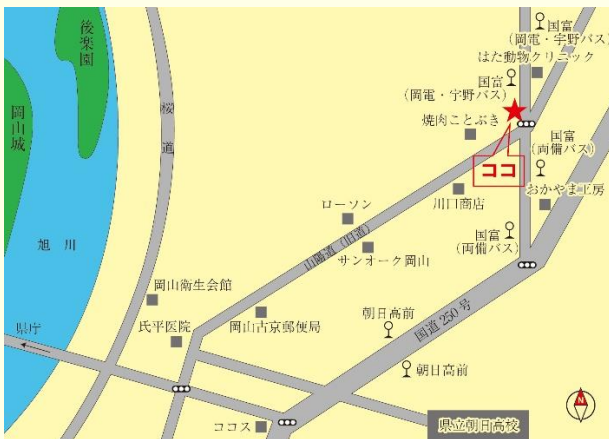 後楽園
岡山城
旭川
県庁
桜道
国富
(岡電・宇野バス)
はた動物クリニック
国富
(岡電・宇野バス)
焼肉ことぶき
ココ
国富
(両備バス)
おかやま工房
川口商店
国富
(両備バス)
ローソン
山陽道(旧道)
サンオーク岡山
岡山衛生会館
氏平医院
岡山古京郵便局
朝日高前
国道250号
朝日高前
ココス
県立朝日高校
N